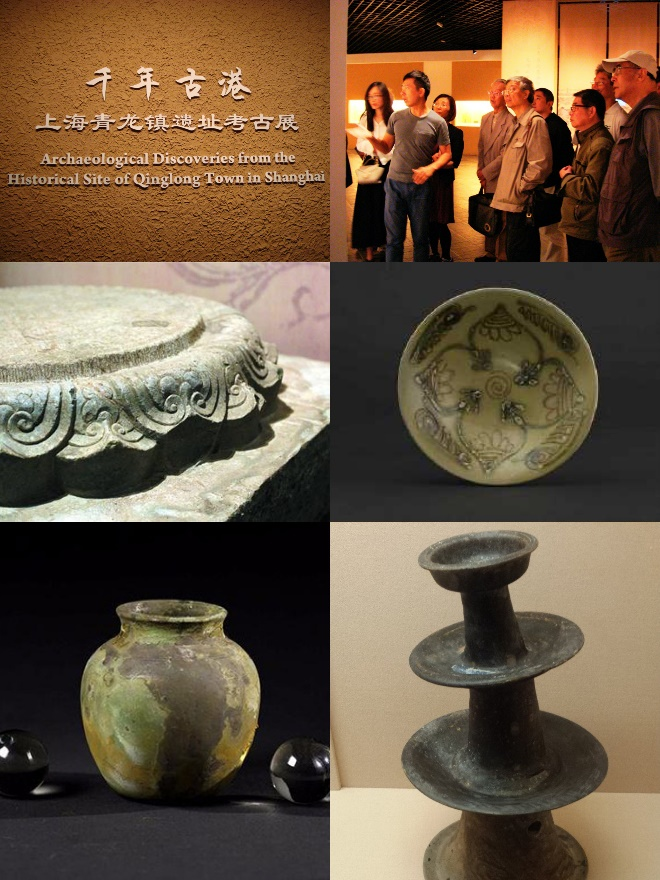 千年古港
上海青龙镇遗址考古展
Archaeological Discoveries from the
Historical Site of Qinglong Town in Shanghai